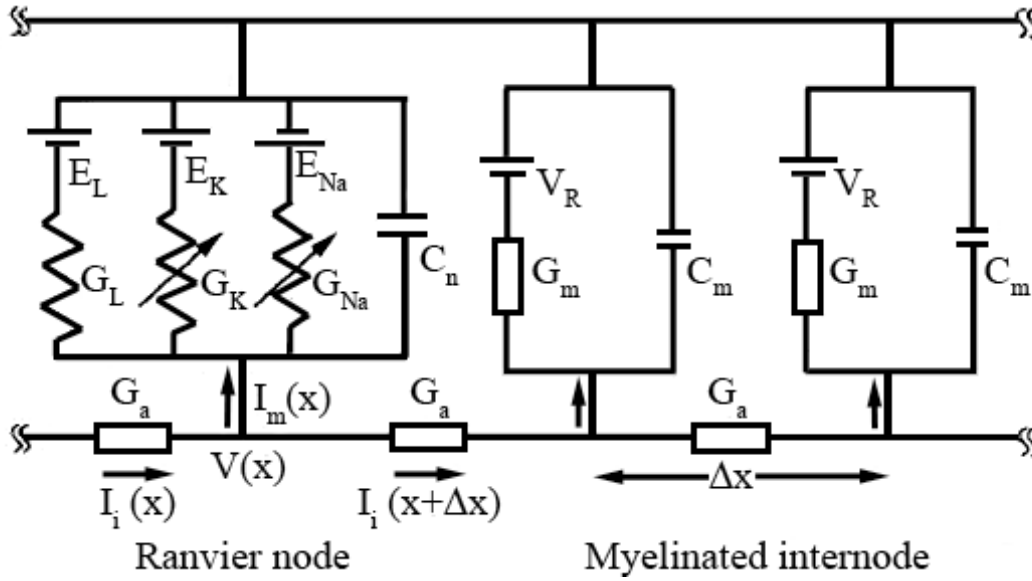 E_L
E_K
E_Na
V_R
V_R
G_L
G_K
G_Na
C_n
G_m
C_m
G_m
C_m
G_a
I_m(x)
G_a
G_a
V(x)
Δx
I_i (x)
I_i (x+Δx)
Ranvier node
Myelinated internode